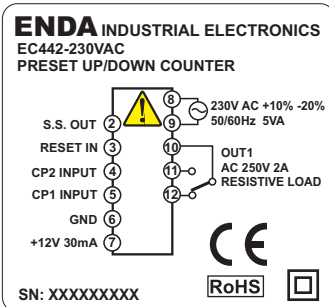 ENDA INDUSTRIAL ELECTRONICS
EC442-230VAC
PRESET UP/DOWN COUNTER
S.S. OUT 2
RESET IN 3
CP2 INPUT 4
CP1 INPUT 5
GND 6
+12V 30mA 7
8
9
230V AC +10% -20%
50/60Hz 5VA
10
11
12
OUT1
AC 250V 2A
RESISTIVE LOAD
CE
RoHS
SN: XXXXXXXXX